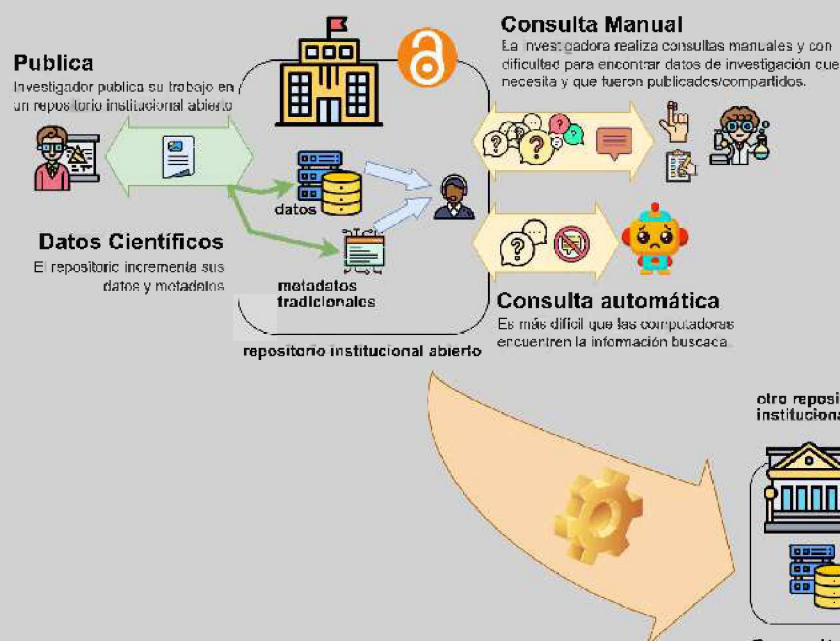 Publica
Investigador publica su trabajo en
un repositorio institucional abierto
Consulta Manual
La investigadora realiza consultas manuales y con
dificultad para encontrar datos de investigación que
necesita y que fueron publicados/compartidos.
datos
Datos Científicos
El repositorio incrementa sus
datos y metadatos
metadatos
tradicionales
repositorio institucional abierto
Consulta automática
Es más difícil que las computadoras
encuentren la información buscaca.
otro